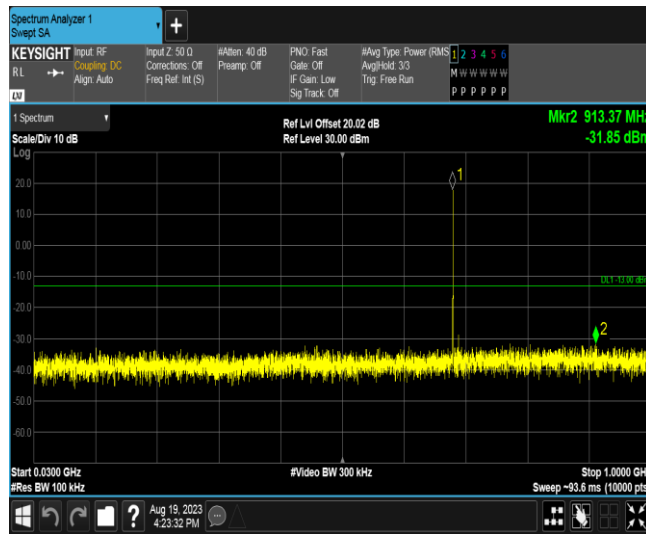 Spectrum Analyzer 1
Swept SA
+
KEYSIGHT
RL
LXI
Input: RF
Coupling: DC
Align: Auto
Input Z: 50 Ω
Corrections: Off
Freq Ref: Int (S)
#Atten: 40 dB
Preamp: Off
PNO: Fast
Gate: Off
IF Gain: Low
Sig Track: Off
#Avg Type: Power (RMS
Avg|Hold: 3/3
Trig: Free Run
1 2 3 4 5 6
M W W W W W
P P P P P P
1 Spectrum
Scale/Div 10 dB
Log
Ref Lvl Offset 20.02 dB
Ref Level 30.00 dBm
Mkr2 913.37 MHz
-31.85 dBm
1
20.0
10.0
0.00
-10.0
DL1 -13.00 dBm
-20.0
2
-30.0
-40.0
-50.0
-60.0
Start 0.0300 GHz
#Res BW 100 kHz
#Video BW 300 kHz
Stop 1.0000 GHz
Sweep ~93.6 ms (10000 pts
?
Aug 19, 2023
4:23:32 PM